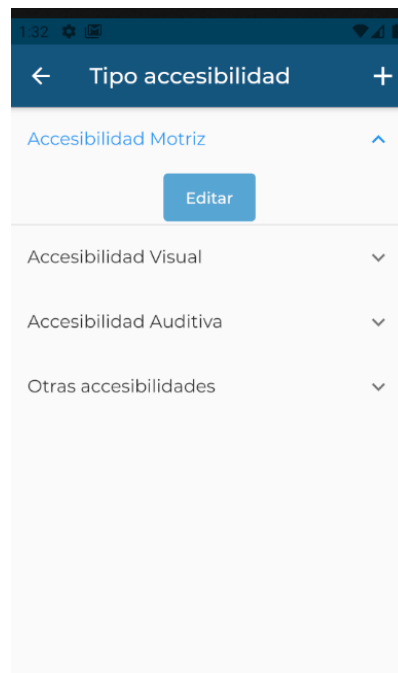 1:32
Tipo accesibilidad
Accesibilidad Motriz
Editar
Accesibilidad Visual
Accesibilidad Auditiva
Otras accesibilidades